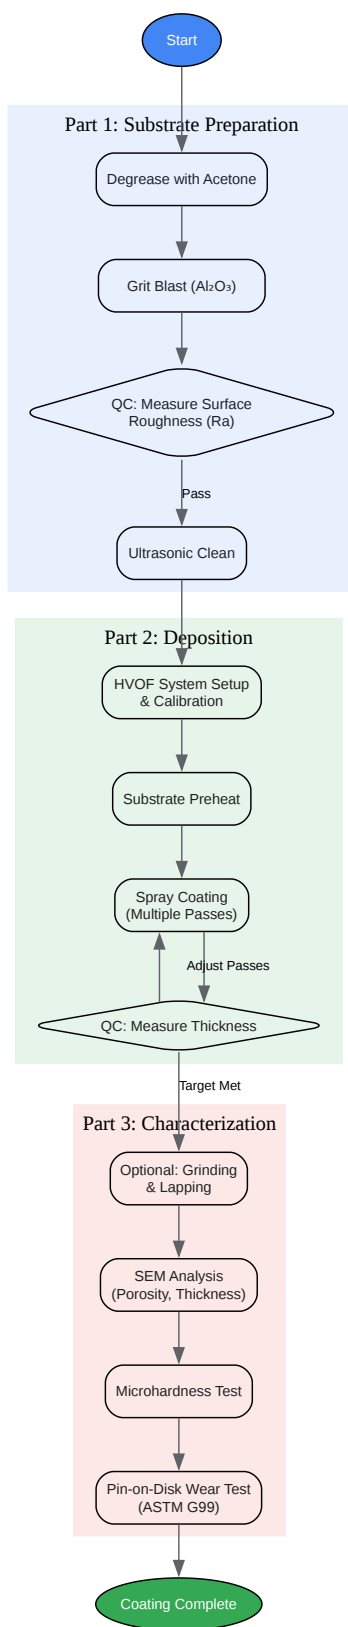 Start
Part 1: Substrate Preparation
Degrease with Acetone
Grit Blast (Al₂O₃)
QC: Measure Surface
Roughness (Ra)
Pass
Ultrasonic Clean
Part 2: Deposition
HVOF System Setup
& Calibration
Substrate Preheat
Spray Coating
(Multiple Passes)
Adjust Passes
QC: Measure Thickness
Target Met
Part 3: Characterization
Optional: Grinding
& Lapping
SEM Analysis
(Porosity, Thickness)
Microhardness Test
Pin-on-Disk Wear Test
(ASTM G99)
Coating Complete